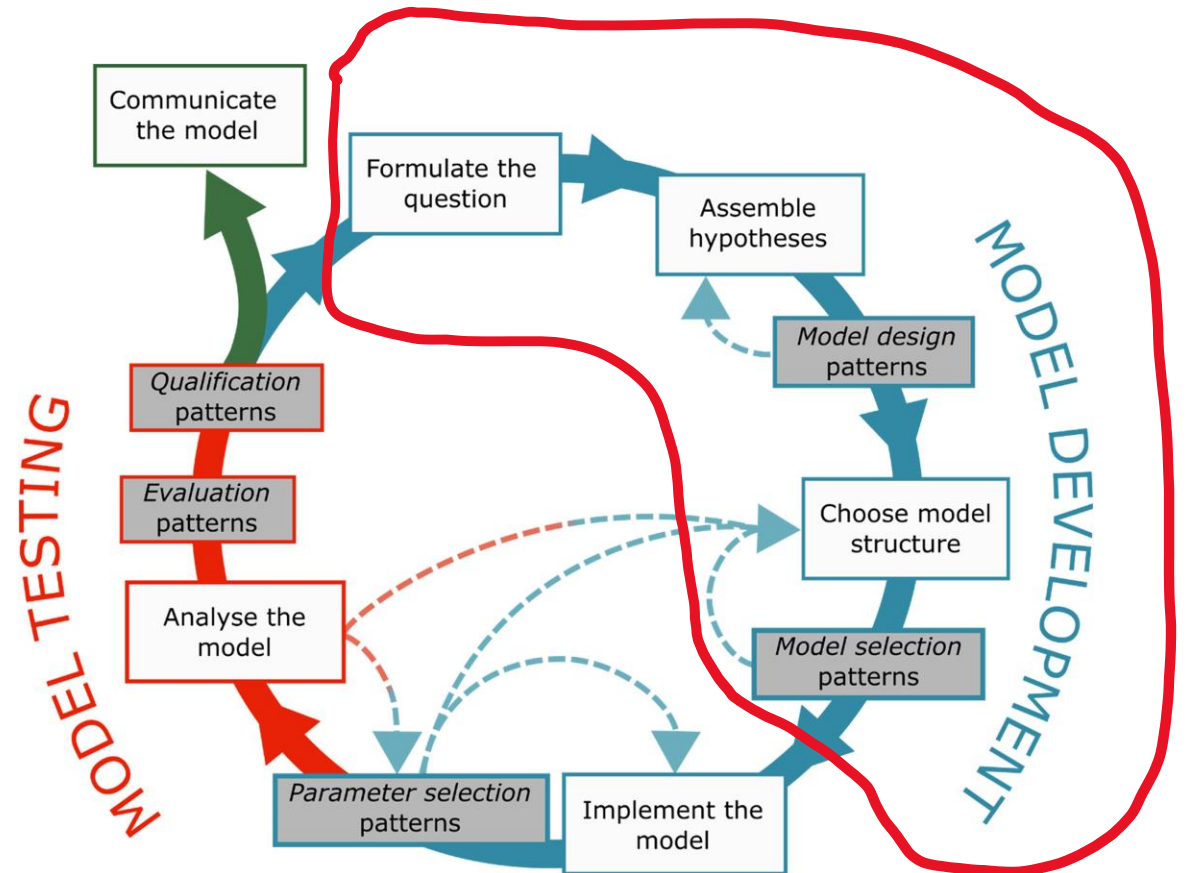 Communicate
the model
Formulate the
question
Assemble
hypotheses
Model design
patterns
MODEL DEVELOPMENT
Choose model
structure
Model selection
patterns
Implement the
model
Parameter selection
patterns
Analyse the
model
Evaluation
patterns
Qualification
patterns
MODEL TESTING